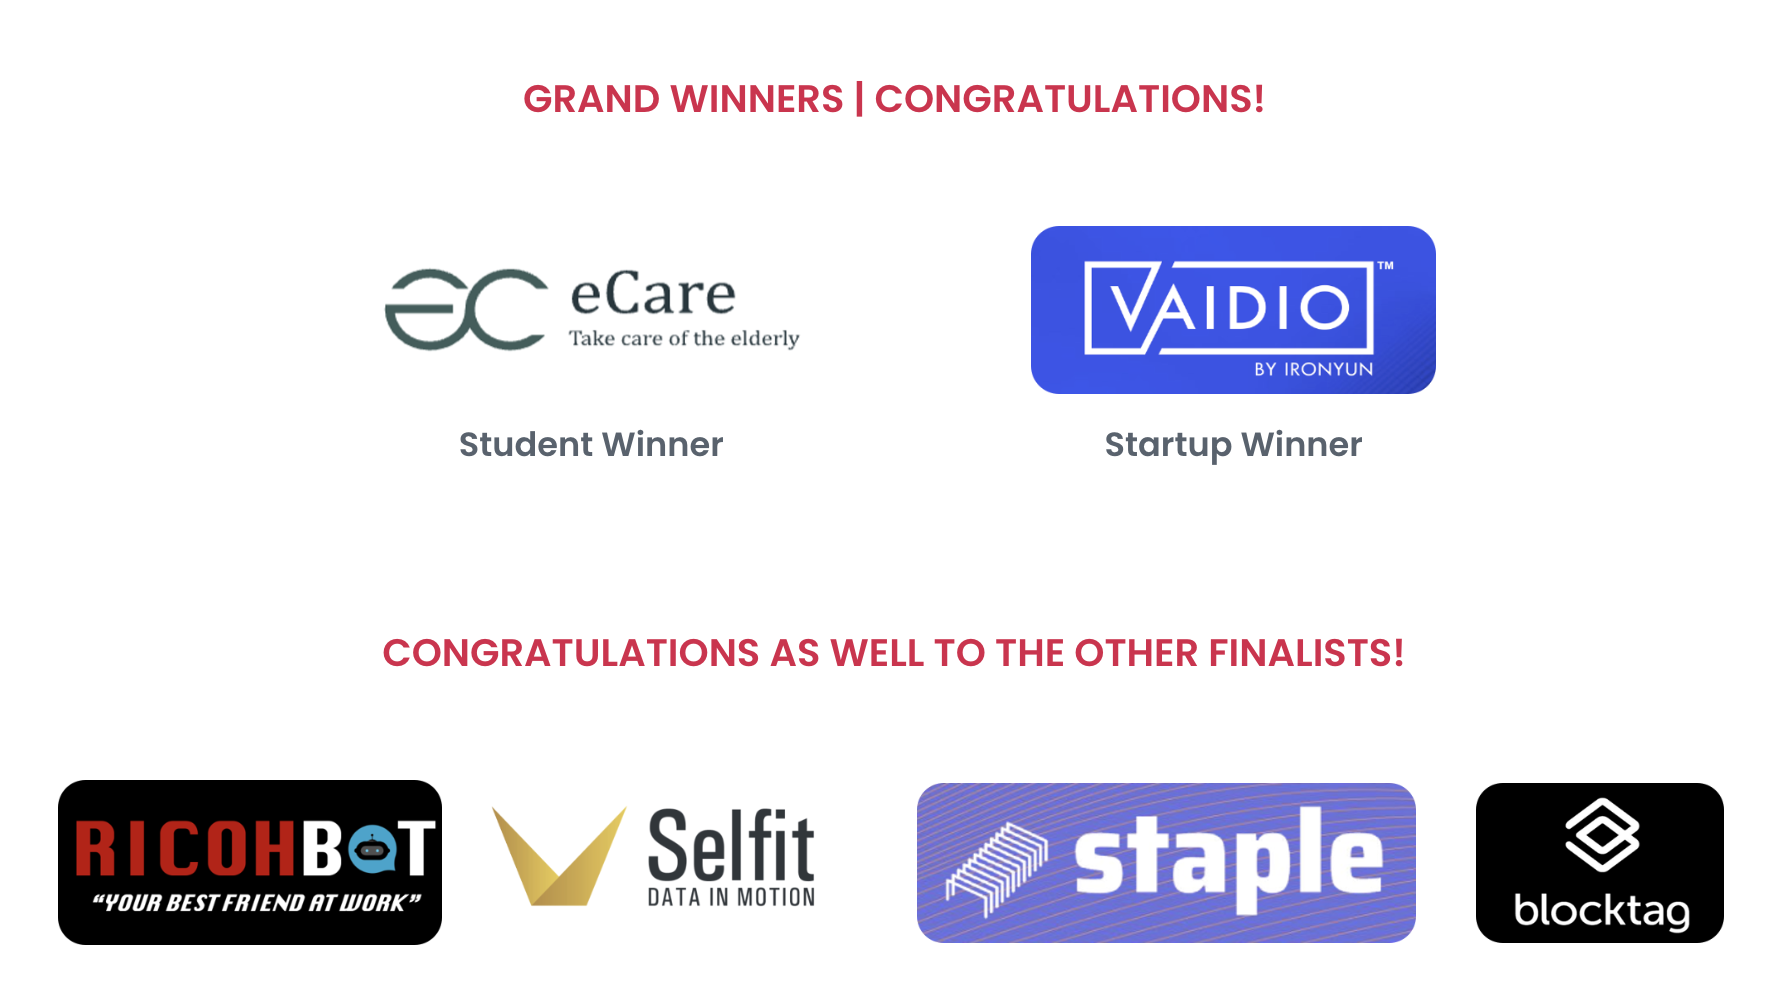 GRAND WINNERS | CONGRATULATIONS!
eC eCare
Take care of the elderly
VAIDIO™
BY IRONYUN
Student Winner
Startup Winner
CONGRATULATIONS AS WELL TO THE OTHER FINALISTS!
RICOHBOT
“YOUR BEST FRIEND AT WORK”
Selfit
DATA IN MOTION
staple
blocktag